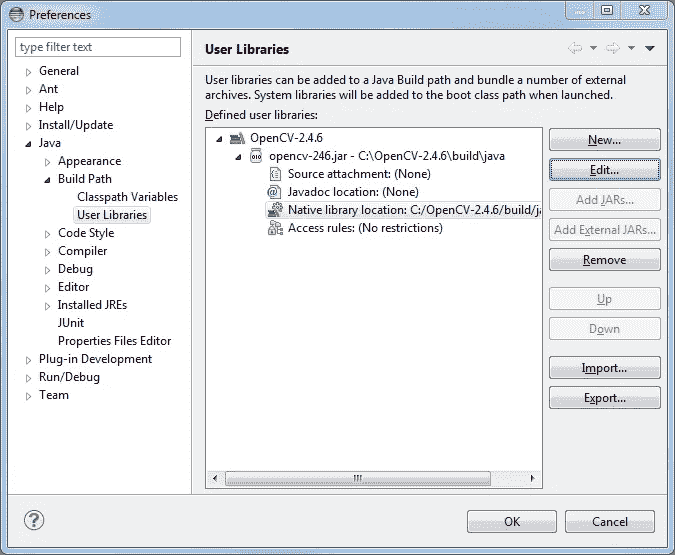 Preferences
type filter text
General
Ant
Help
Install/Update
Java
Appearance
Build Path
Classpath Variables
User Libraries
Code Style
Compiler
Debug
Editor
Installed JREs
JUnit
Properties Files Editor
Plug-in Development
Run/Debug
Team
User Libraries
User libraries can be added to a Java Build path and bundle a number of external
archives. System libraries will be added to the boot class path when launched.
Defined user libraries:
OpenCV-2.4.6
opencv-246.jar - C:\OpenCV-2.4.6\build\java
Source attachment: (None)
Javadoc location: (None)
Native library location: C:/OpenCV-2.4.6/build/ja
Access rules: (No restrictions)
New...
Edit...
Add JARs...
Add External JARs...
Remove
Up
Down
Import...
Export...
OK
Cancel